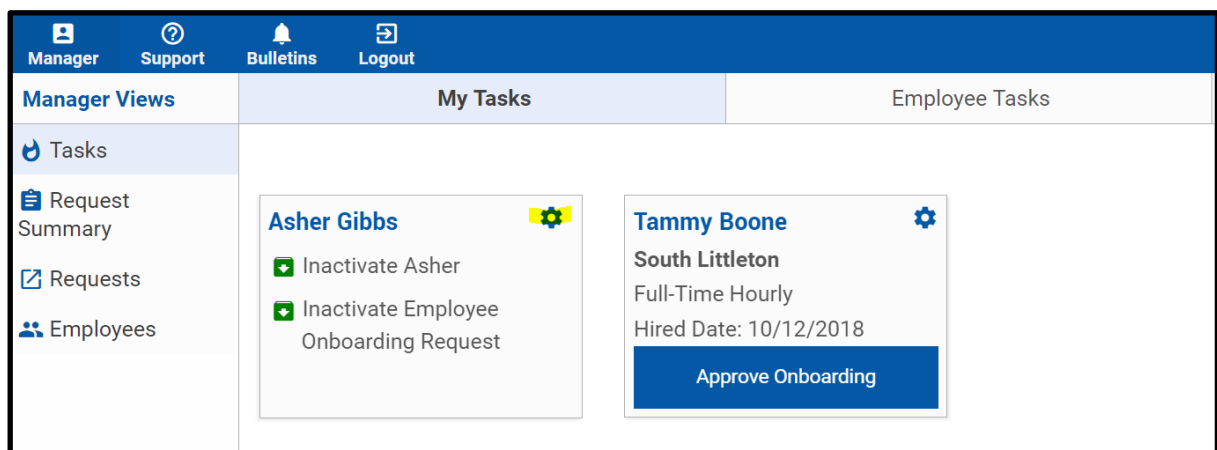 Manager Support Bulletins Logout
Manager Views
My Tasks
Employee Tasks
Tasks
Request
Summary
Requests
Employees
Asher Gibbs
Inactivate Asher
Inactivate Employee
Onboarding Request
Tammy Boone
South Littleton
Full-Time Hourly
Hired Date: 10/12/2018
Approve Onboarding